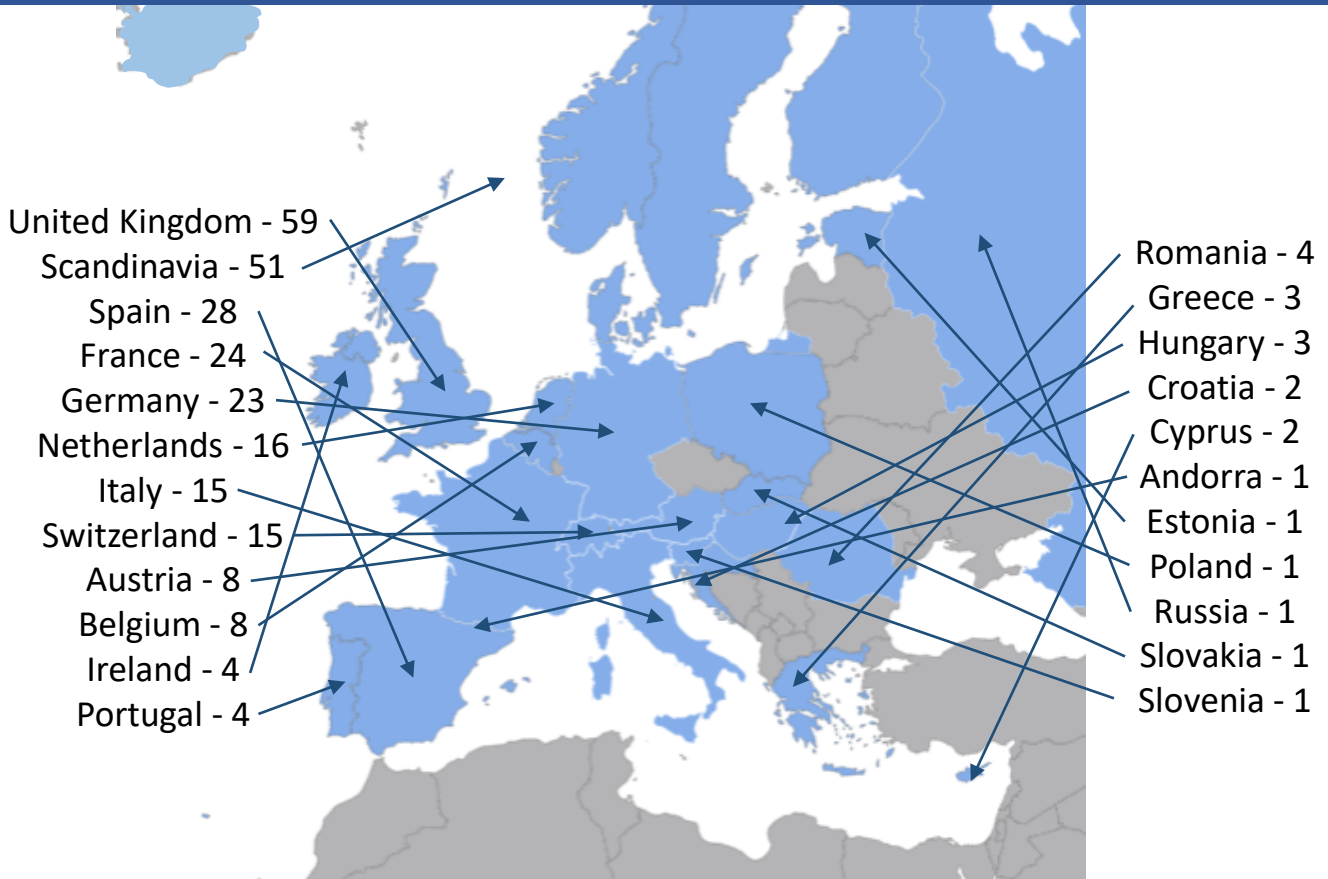 United Kingdom - 59
Scandinavia - 51
Spain - 28
France - 24
Germany - 23
Netherlands - 16
Italy - 15
Switzerland - 15
Austria - 8
Belgium - 8
Ireland - 4
Portugal - 4
Romania - 4
Greece - 3
Hungary - 3
Croatia - 2
Cyprus - 2
Andorra - 1
Estonia - 1
Poland - 1
Russia - 1
Slovakia - 1
Slovenia - 1